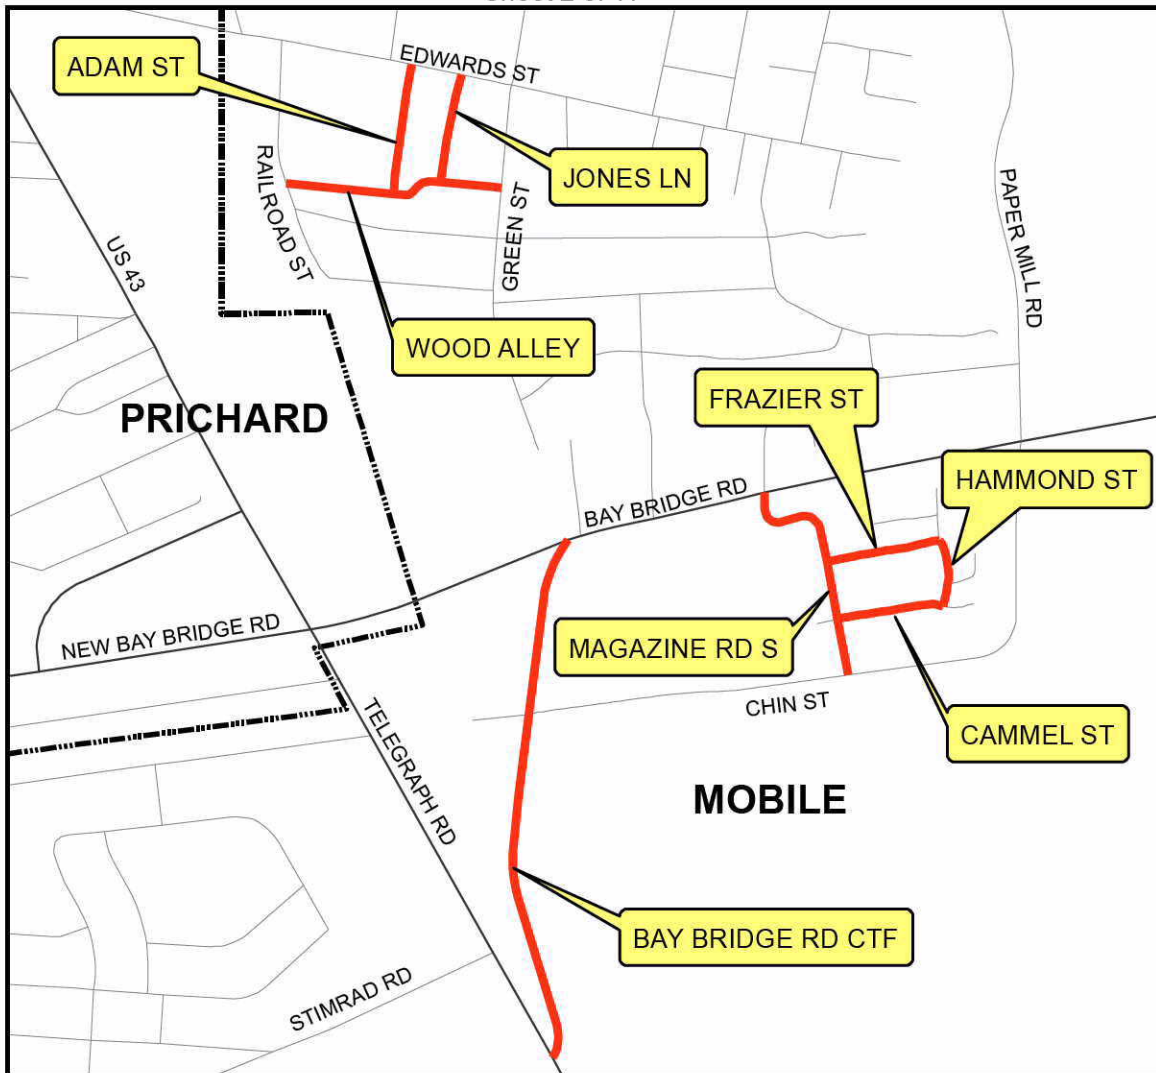 ADAM ST
EDWARDS ST
JONES LN
RAILROAD ST
GREEN ST
PAPER MILL RD
US 43
WOOD ALLEY
PRICHARD
FRAZIER ST
HAMMOND ST
BAY BRIDGE RD
NEW BAY BRIDGE RD
MAGAZINE RD S
CHIN ST
CAMMEL ST
TELEGRAPH RD
MOBILE
BAY BRIDGE RD CTF
STIMRAD RD